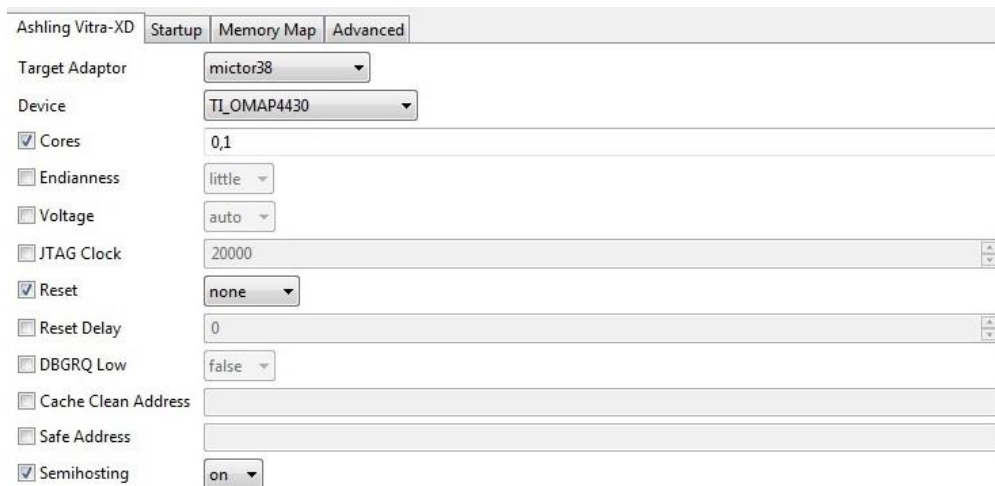 Ashling Vitra-XD Startup Memory Map Advanced
Target Adaptor mictor38
Device TI_OMAP4430
Cores 0,1
Endianness little
Voltage auto
JTAG Clock 20000
Reset none
Reset Delay 0
DBGRQ Low false
Cache Clean Address
Safe Address
Semihosting on